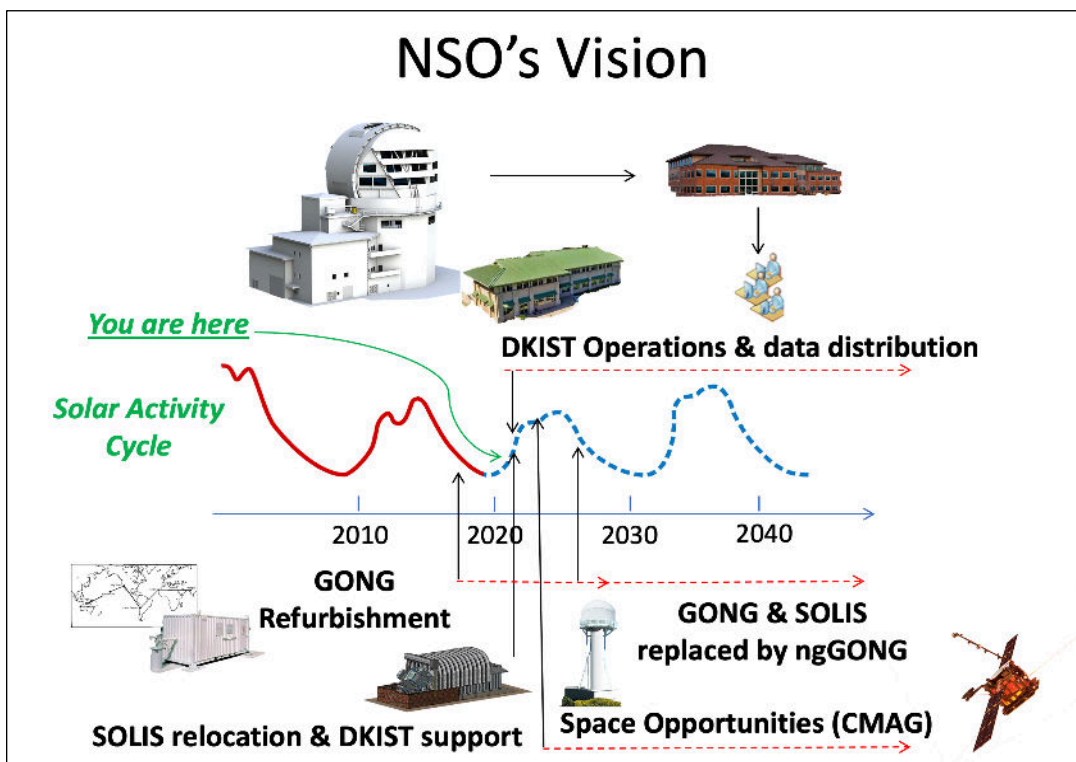 NSO's Vision
You are here
DKIST Operations & data distribution
Solar Activity
Cycle
2010
2020
2030
2040
GONG
Refurbishment
GONG & SOLIS
replaced by ngGONG
SOLIS relocation & DKIST support
Space Opportunities (CMAG)